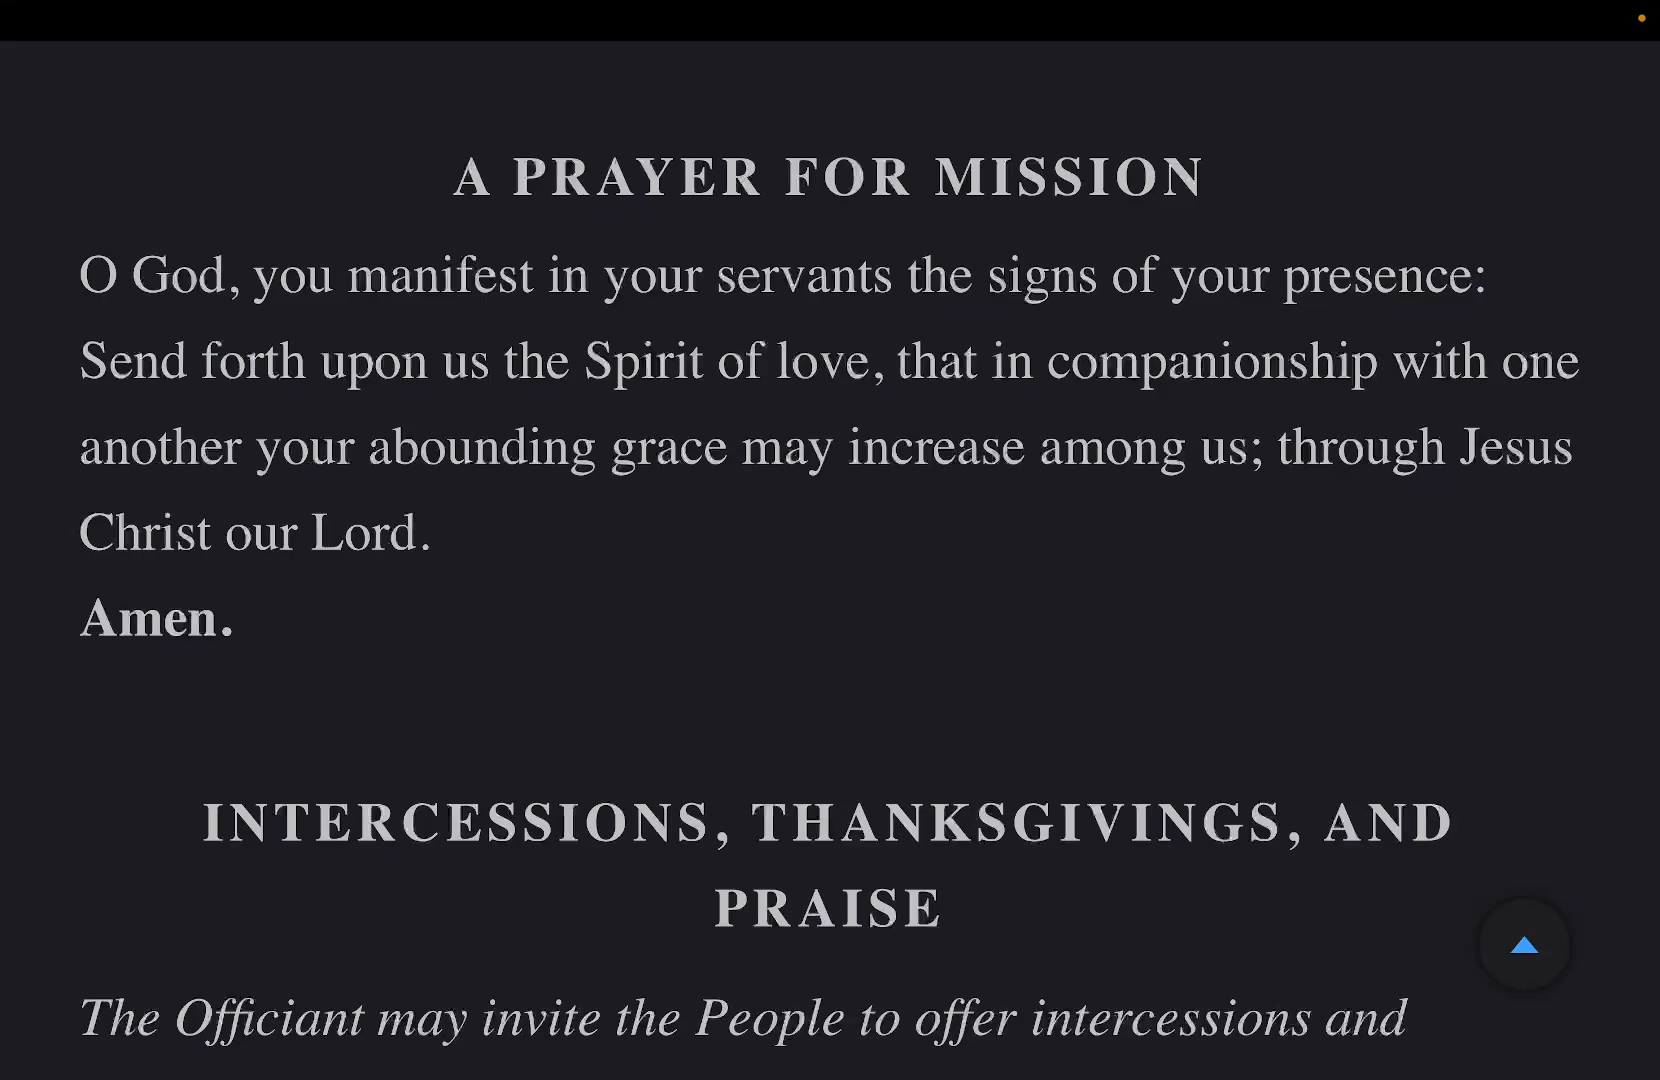 A PRAYER FOR MISSION
O God, you manifest in your servants the signs of your presence:
Send forth upon us the Spirit of love, that in companionship with one
another your abounding grace may increase among us; through Jesus
Christ our Lord.
Amen.
INTERCESSIONS, THANKSGIVINGS, AND
PRAISE
The Officiant may invite the People to offer intercessions and